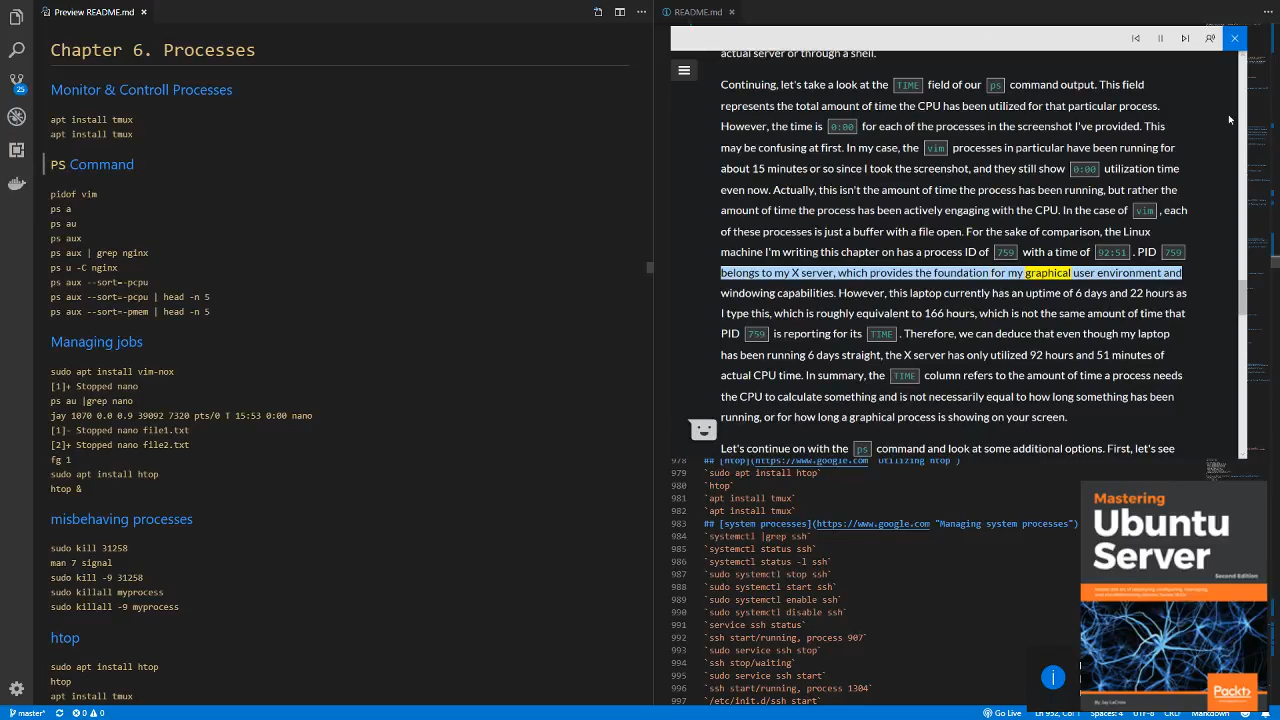 Preview README.md
Chapter 6. Processes
Monitor & Controll Processes
apt install tmux
apt install tmux
PS Command
pidof vim
ps a
ps au
ps aux
ps aux | grep nginx
ps u -C nginx
ps aux --sort=-pcpu
ps aux --sort=-pcpu | head -n 5
ps aux --sort=-pmem | head -n 5
Managing jobs
sudo apt install vim-nox
[1]+ Stopped nano
ps au |grep nano
jay 1070 0.0 0.9 39092 7320 pts/0 T 15:53 0:00 nano
[1]- Stopped nano file1.txt
[2]+ Stopped nano file2.txt
fg 1
sudo apt install htop
htop &
misbehaving processes
sudo kill 31258
man 7 signal
sudo kill -9 31258
sudo killall myprocess
sudo killall -9 myprocess
htop
sudo apt install htop
htop
apt install tmux
25
master*
0
0
README.md
actual server or through a shell.
Continuing, let's take a look at the TIME field of our ps command output. This field
represents the total amount of time the CPU has been utilized for that particular process.
However, the time is 0:00 for each of the processes in the screenshot I've provided. This
may be confusing at first. In my case, the vim processes in particular have been running for
about 15 minutes or so since I took the screenshot, and they still show 0:00 utilization time
even now. Actually, this isn't the amount of time the process has been running, but rather the
amount of time the process has been actively engaging with the CPU. In the case of vim , each
of these processes is just a buffer with a file open. For the sake of comparison, the Linux
machine I'm writing this chapter on has a process ID of 759 with a time of 92:51 . PID 759
belongs to my X server, which provides the foundation for my graphical user environment and
windowing capabilities. However, this laptop currently has an uptime of 6 days and 22 hours as
I type this, which is roughly equivalent to 166 hours, which is not the same amount of time that
PID 759 is reporting for its TIME . Therefore, we can deduce that even though my laptop
has been running 6 days straight, the X server has only utilized 92 hours and 51 minutes of
actual CPU time. In summary, the TIME column refers to the amount of time a process needs
the CPU to calculate something and is not necessarily equal to how long something has been
running, or for how long a graphical process is showing on your screen.
Let's continue on with the ps command and look at some additional options. First, let's see
978 ## [htop](https://www.google.com "Utilizing htop")
979 `sudo apt install htop`
980 `htop`
981 `apt install tmux`
982 `apt install tmux`
983 ## [system processes](https://www.google.com "Managing system processes")
984 `systemctl |grep ssh`
985 `systemctl status ssh`
986 `systemctl status -l ssh`
987 `sudo systemctl stop ssh`
988 `sudo systemctl start ssh`
989 `sudo systemctl enable ssh`
990 `sudo systemctl disable ssh`
991 `service ssh status`
992 `ssh start/running, process 907`
993 `sudo service ssh stop`
994 `ssh stop/waiting`
995 `sudo service ssh start`
996 `ssh start/running, process 1304`
997 `/etc/init.d/ssh start`
Mastering
Ubuntu
Server
Second Edition
Packt>
By, Jay LaCroix
Go Live
Ln 952, Col 1
Spaces: 4
UTF-8
CRLF
Markdown